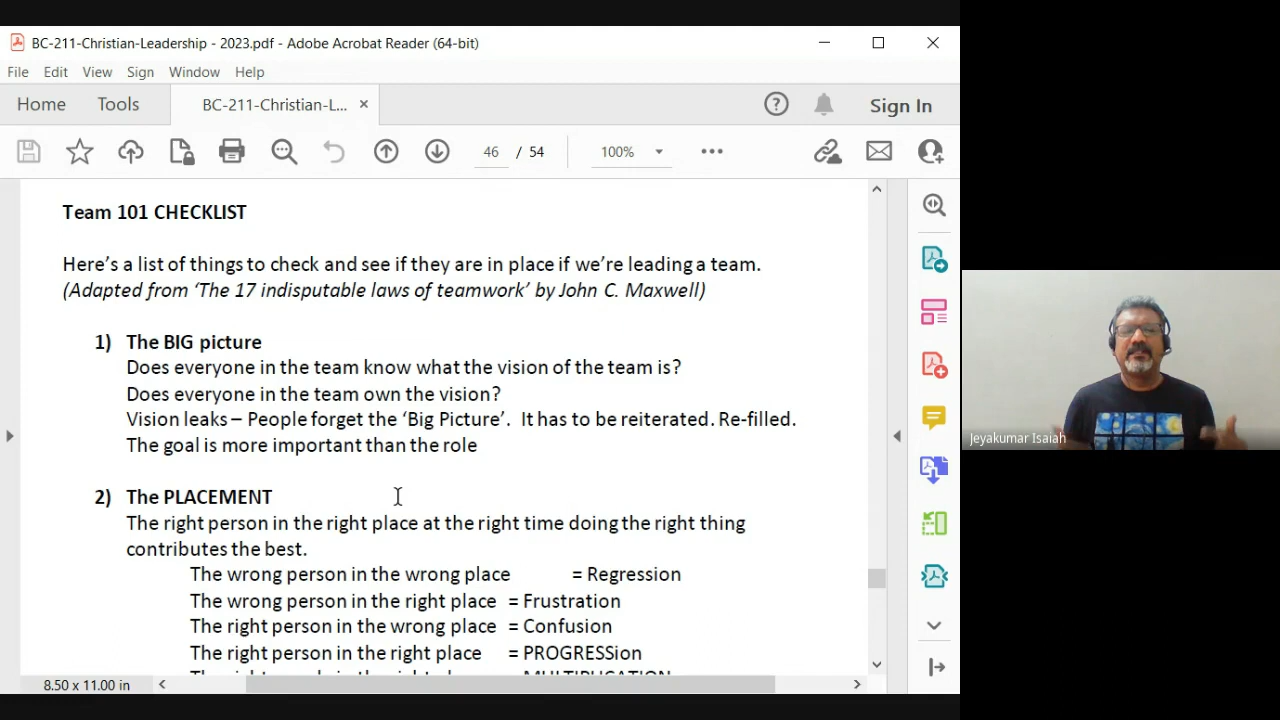 BC-211-Christian-Leadership - 2023.pdf - Adobe Acrobat Reader (64-bit)
File Edit View Sign Window Help
Home Tools BC-211-Christian-L... × Sign In
46 / 54 100%
Team 101 CHECKLIST
Here's a list of things to check and see if they are in place if we're leading a team.
(Adapted from 'The 17 indisputable laws of teamwork' by John C. Maxwell)
1) The BIG picture
Does everyone in the team know what the vision of the team is?
Does everyone in the team own the vision?
Vision leaks – People forget the 'Big Picture'. It has to be reiterated. Re-filled.
The goal is more important than the role
2) The PLACEMENT
The right person in the right place at the right time doing the right thing
contributes the best.
The wrong person in the wrong place = Regression
The wrong person in the right place = Frustration
The right person in the wrong place = Confusion
The right person in the right place = PROGRESSion
8.50 x 11.00 in
Jeyakumar Isaiah